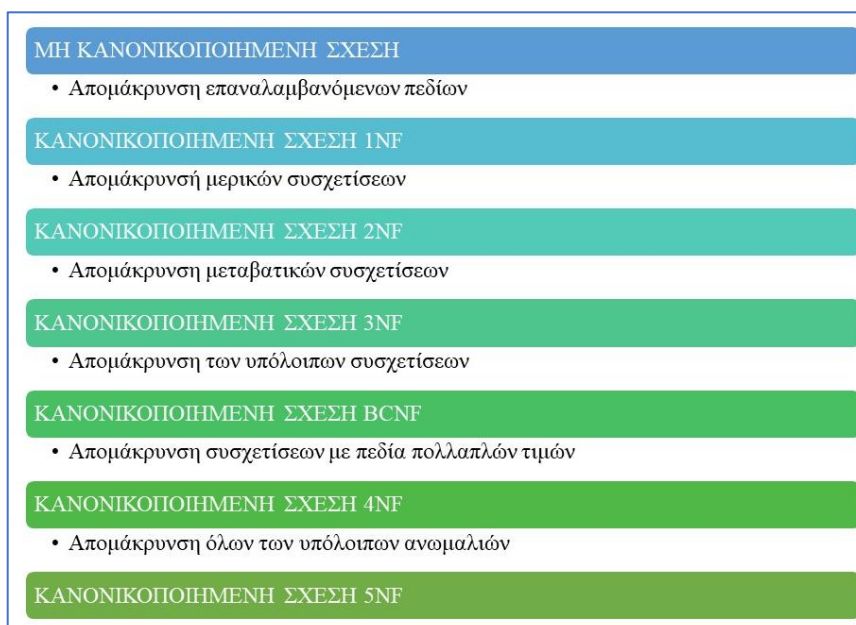 ΜΗ ΚΑΝΟΝΙΚΟΠΟΙΗΜΕΝΗ ΣΧΕΣΗ
• Απομάκρυνση επαναλαμβανόμενων πεδίων
ΚΑΝΟΝΙΚΟΠΟΙΗΜΕΝΗ ΣΧΕΣΗ 1NF
• Απομάκρυνσή μερικών συσχετίσεων
ΚΑΝΟΝΙΚΟΠΟΙΗΜΕΝΗ ΣΧΕΣΗ 2NF
• Απομάκρυνση μεταβατικών συσχετίσεων
ΚΑΝΟΝΙΚΟΠΟΙΗΜΕΝΗ ΣΧΕΣΗ 3NF
• Απομάκρυνση των υπόλοιπων συσχετίσεων
ΚΑΝΟΝΙΚΟΠΟΙΗΜΕΝΗ ΣΧΕΣΗ BCNF
• Απομάκρυνση συσχετίσεων με πεδία πολλαπλών τιμών
ΚΑΝΟΝΙΚΟΠΟΙΗΜΕΝΗ ΣΧΕΣΗ 4NF
• Απομάκρυνση όλων των υπόλοιπων ανωμαλιών
ΚΑΝΟΝΙΚΟΠΟΙΗΜΕΝΗ ΣΧΕΣΗ 5NF